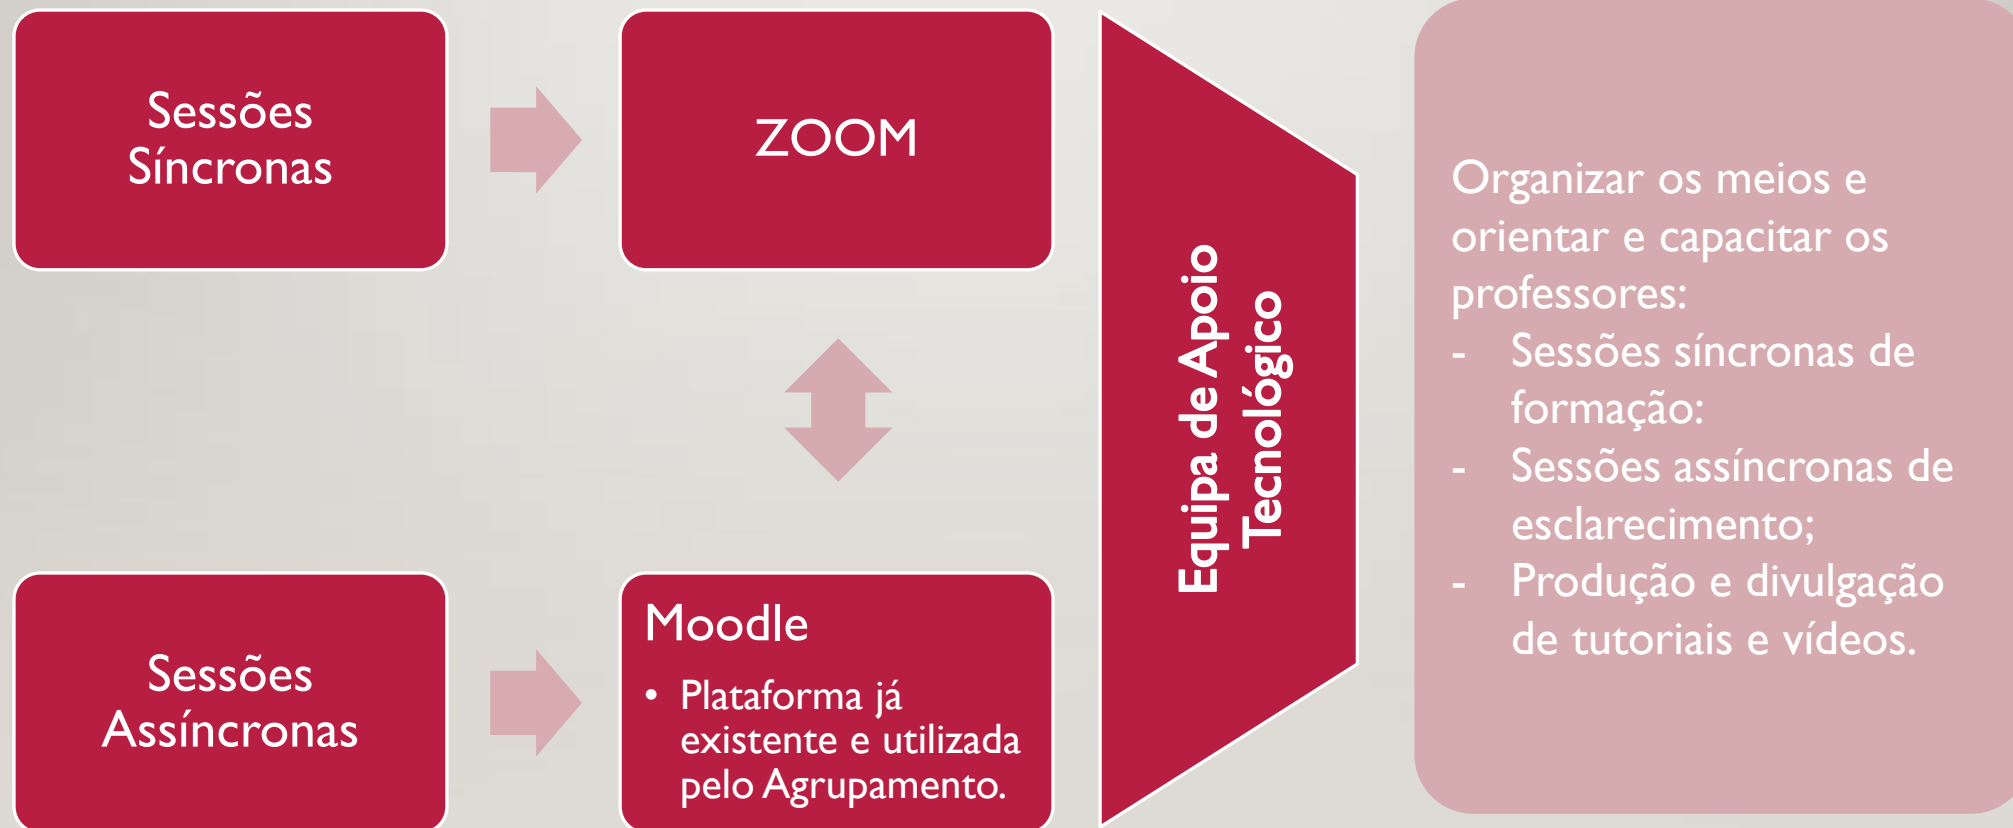 Sessões
Síncronas
ZOOM
Sessões
Assíncronas
Moodle
• Plataforma já
existente e utilizada
pelo Agrupamento.
Equipa de Apoio
Tecnológico
Organizar os meios e
orientar e capacitar os
professores:
- Sessões síncronas de
formação:
- Sessões assíncronas de
esclarecimento;
- Produção e divulgação
de tutoriais e vídeos.